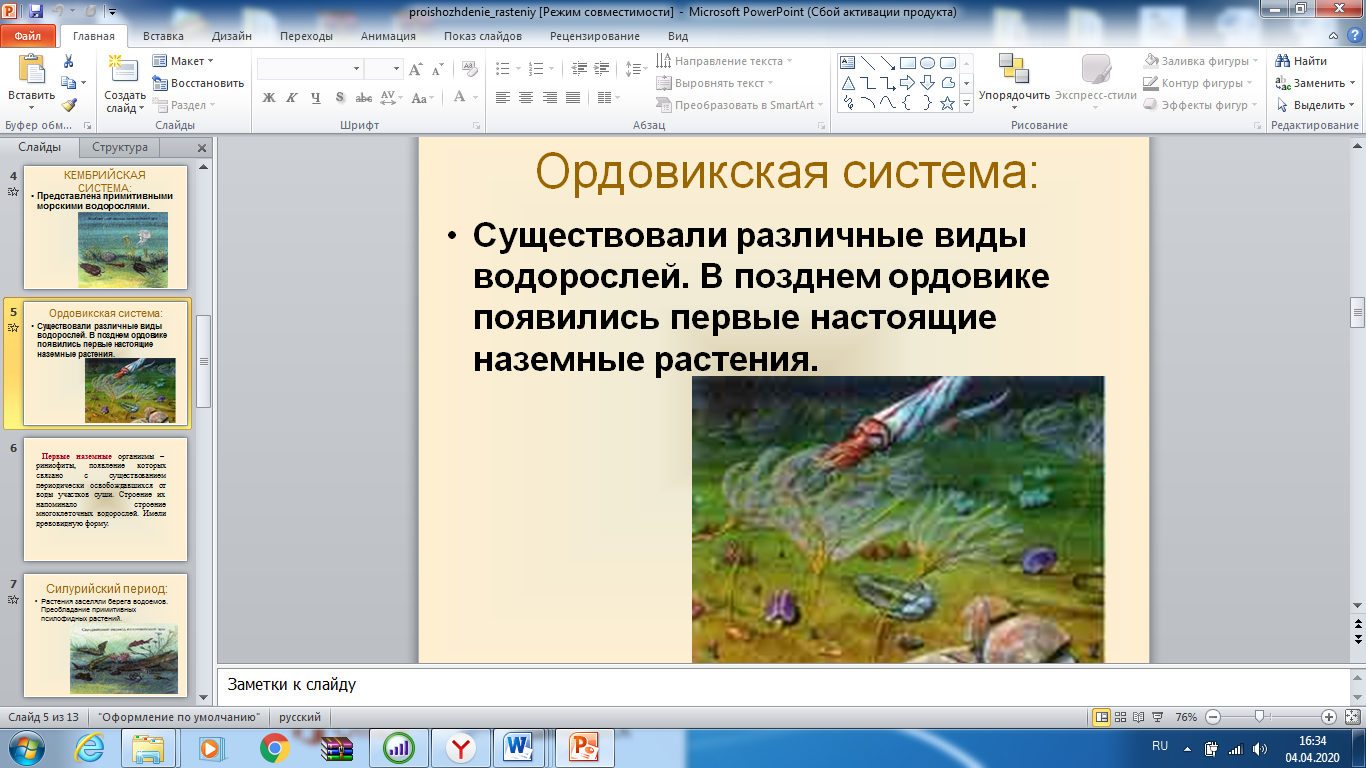 proishozhdenie_rasteniy [Режим совместимости] - Microsoft PowerPoint (Сбой активации продукта)
Файл Главная Вставка Дизайн Переходы Анимация Показ слайдов Рецензирование Вид
Вставить
Создать слайд
Макет
Восстановить
Раздел
Ж К Ч S abc AV Aa A
Направление текста
Выровнять текст
Преобразовать в SmartArt
Упорядочить
Экспресс-стили
Заливка фигуры
Контур фигуры
Эффекты фигур
Найти
Заменить
Выделить
Буфер обм... Слайды Шрифт Абзац Рисование Редактирование
Слайды Структура
4
КЕМБРИЙСКАЯ
СИСТЕМА:
• Представлена примитивными
морскими водорослями.
5
Ордовикская система:
• Существовали различные виды
водорослей. В позднем ордовике
появились первые настоящие
наземные растения.
6
Первые наземные организмы –
риниофиты, появление которых
связано с существованием
периодически освобождавшихся от
воды участков суши. Строение их
напоминало строение
многоклеточных водорослей. Имели
древовидную форму.
7
Силурийский период:
• Растения заселяли берега водоемов.
Преобладание примитивных
псилофидных растений.
Ордовикская система:
• Существовали различные виды
водорослей. В позднем ордовике
появились первые настоящие
наземные растения.
Заметки к слайду
Слайд 5 из 13 "Оформление по умолчанию" русский 76%
RU 16:34
04.04.2020